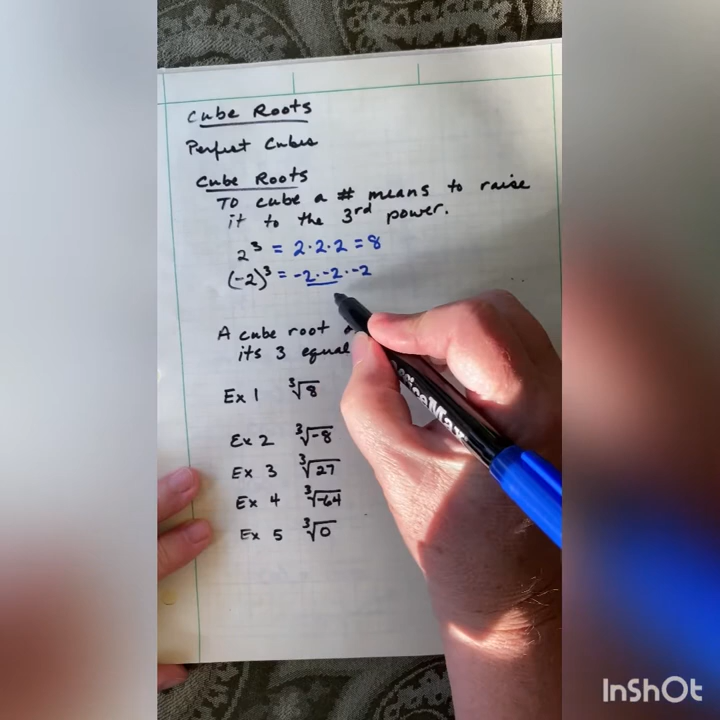 Cube Roots
Perfect Cubes
Cube Roots
To cube a # means to raise
it to the 3rd power.
2³ = 2·2·2 = 8
(-2)³ = -2·-2·-2
A cube root
its 3 equal
Ex 1 ∛8
Ex 2 ∛-8
Ex 3 ∛27
Ex 4 ∛-64
Ex 5 ∛0
OfficeMax
InShOt